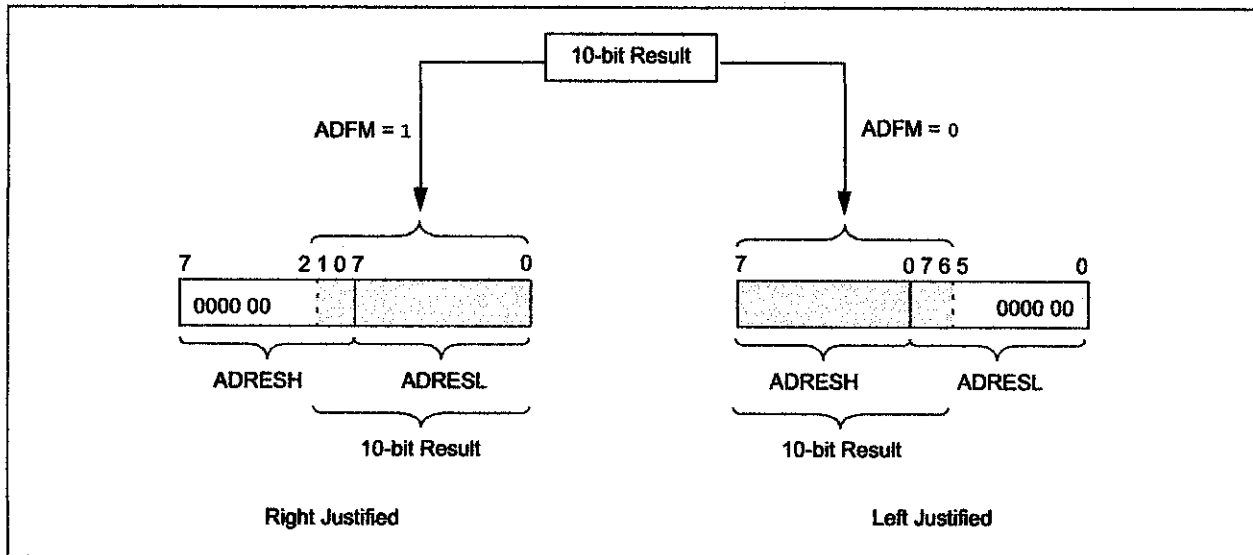 10-bit Result
ADFM = 1
ADFM = 0
7 2 1 0 7 0
7 0 7 6 5 0
0000 00
0000 00
ADRESH ADRESL
ADRESH ADRESL
10-bit Result
10-bit Result
Right Justified
Left Justified